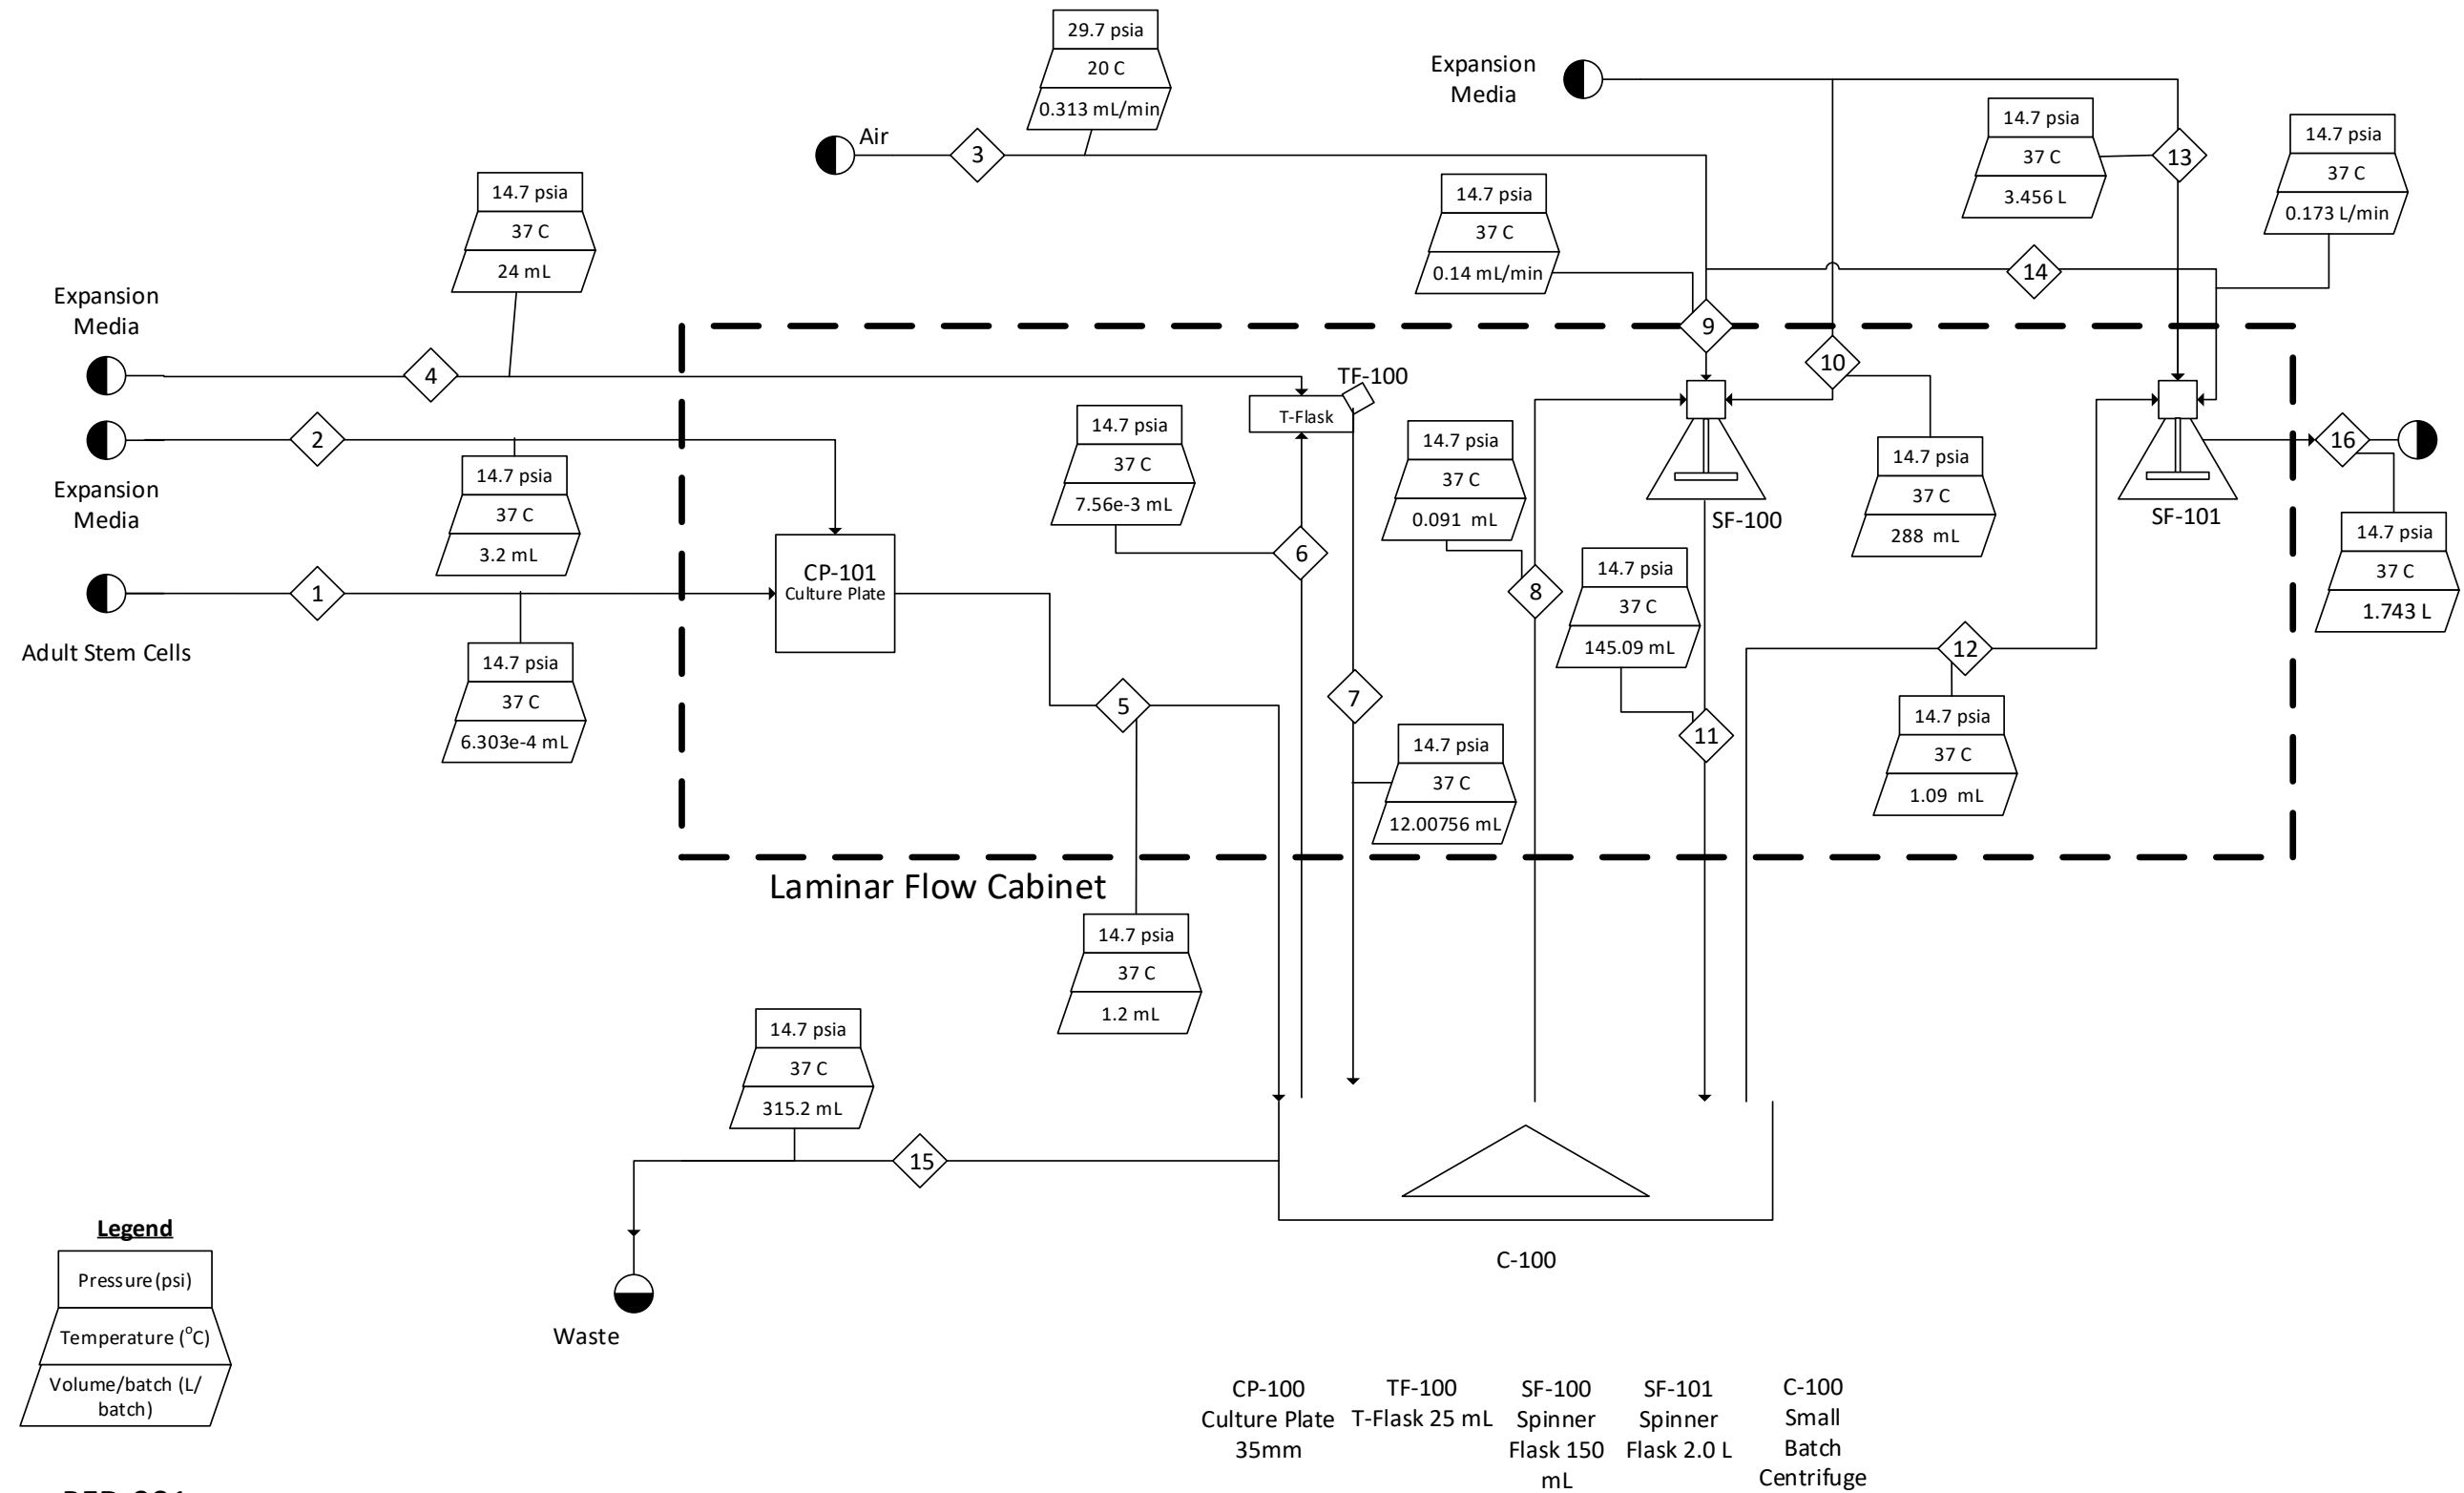 29.7 psia
20 C
0.313 mL/min
Air
3
Expansion
Media
14.7 psia
37 C
3.456 L
13
14.7 psia
37 C
0.173 L/min
14.7 psia
37 C
24 mL
14.7 psia
37 C
0.14 mL/min
14
9
10
Expansion
Media
4
2
Expansion
Media
14.7 psia
37 C
3.2 mL
1
Adult Stem Cells
14.7 psia
37 C
6.303e-4 mL
CP-101
Culture Plate
TF-100
T-Flask
14.7 psia
37 C
7.56e-3 mL
6
14.7 psia
37 C
0.091 mL
8
SF-100
14.7 psia
37 C
288 mL
SF-101
16
14.7 psia
37 C
1.743 L
14.7 psia
37 C
145.09 mL
11
12
14.7 psia
37 C
1.09 mL
5
7
14.7 psia
37 C
12.00756 mL
Laminar Flow Cabinet
14.7 psia
37 C
1.2 mL
14.7 psia
37 C
315.2 mL
15
Waste
C-100
Legend
Pressure (psi)
Temperature (°C)
Volume/batch (L/
batch)
CP-100
Culture Plate
35mm
TF-100
T-Flask 25 mL
SF-100
Spinner
Flask 150
mL
SF-101
Spinner
Flask 2.0 L
C-100
Small
Batch
Centrifuge